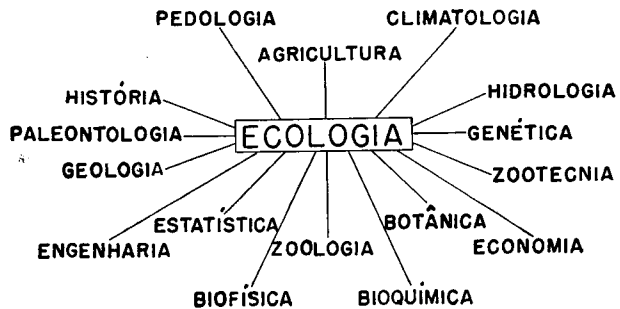 PEDOLOGIA
CLIMATOLOGIA
AGRICULTURA
HISTÓRIA
HIDROLOGIA
PALEONTOLOGIA
ECOLOGIA
GENÉTICA
GEOLOGIA
ZOOTECNIA
ESTATÍSTICA
BOTÂNICA
ENGENHARIA
ZOOLOGIA
ECONOMIA
BIOFÍSICA
BIOQUÍMICA